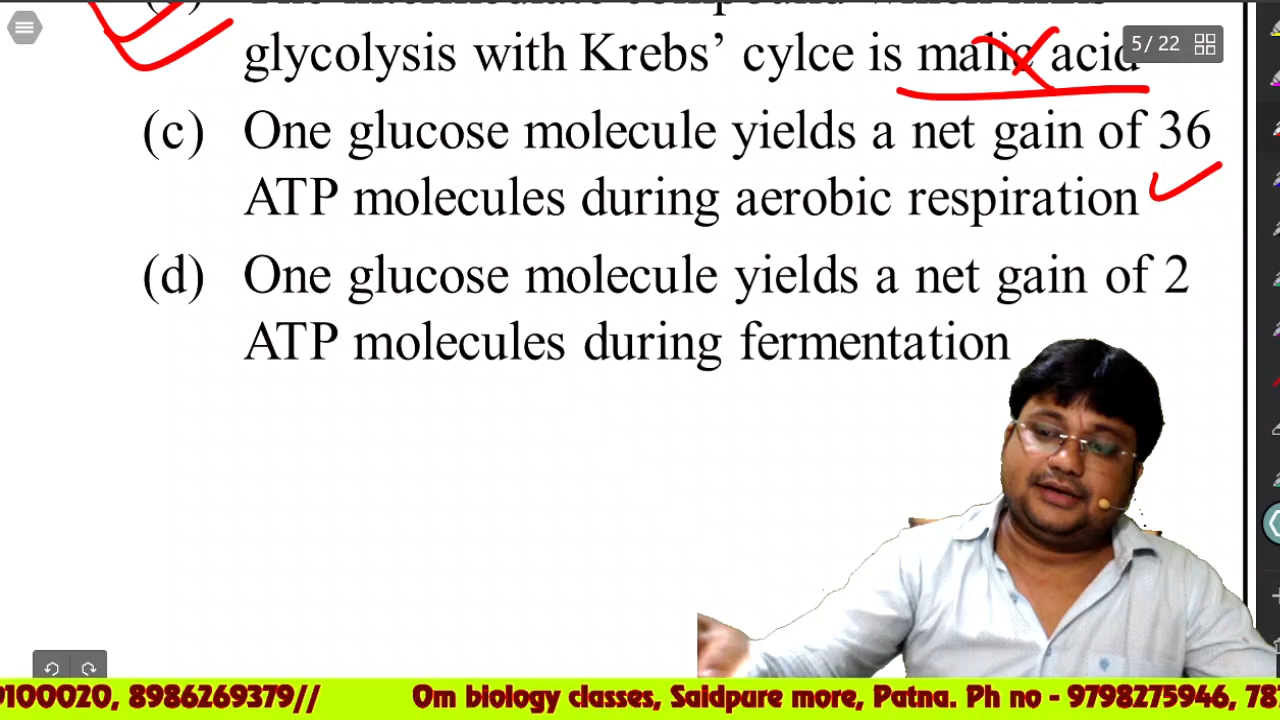 glycolysis with Krebs’ cylce is malic acid
5/ 22
(c) One glucose molecule yields a net gain of 36
ATP molecules during aerobic respiration
(d) One glucose molecule yields a net gain of 2
ATP molecules during fermentation
100020, 8986269379// Om biology classes, Saidpure more, Patna. Ph no - 9798275946, 78